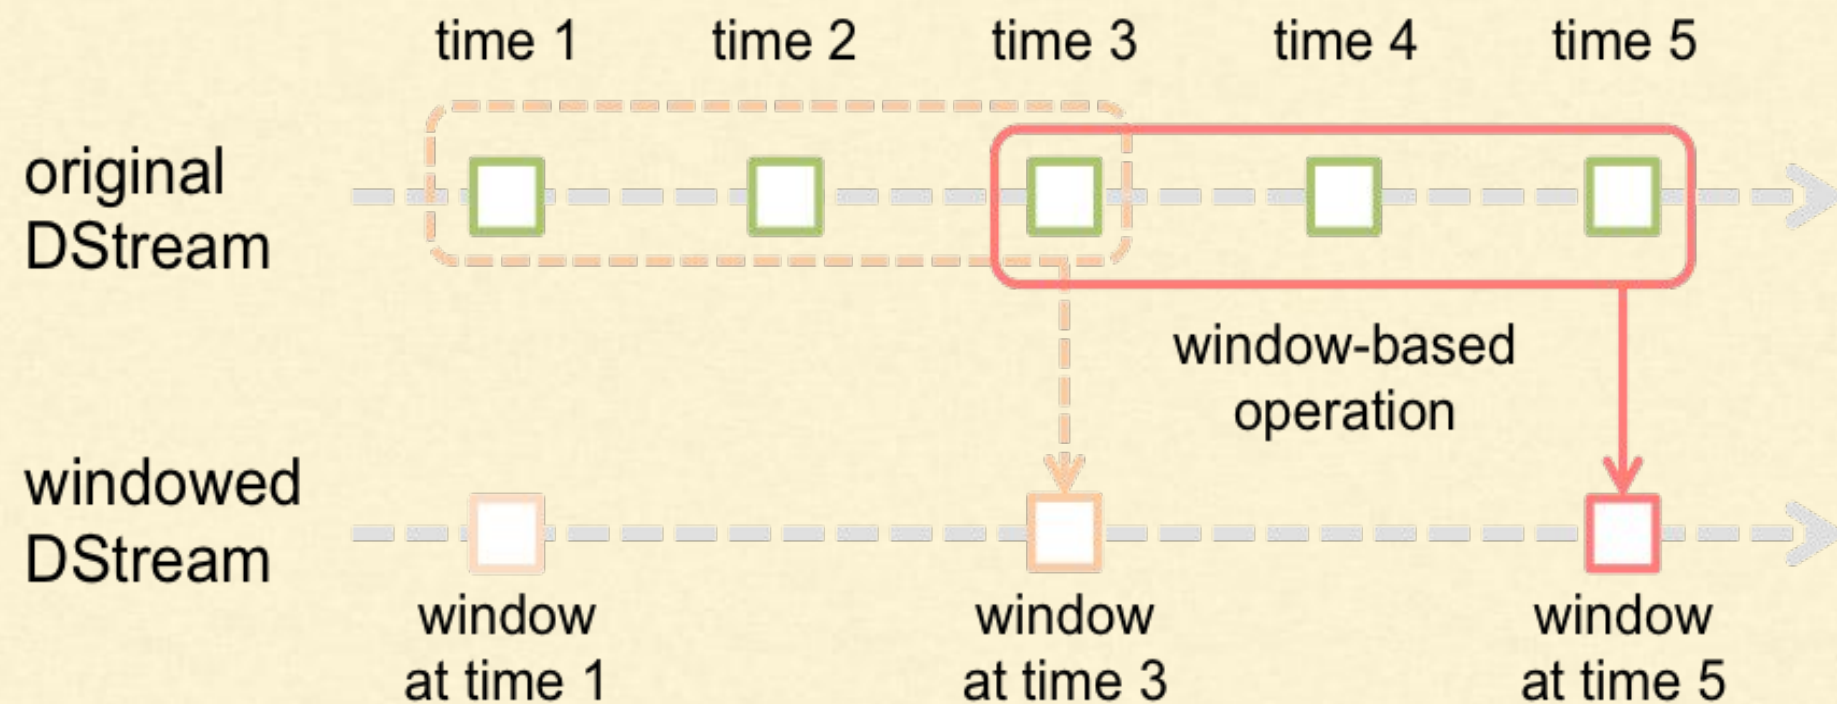 time 1
time 2
time 3
time 4
time 5
original
DStream
window-based
operation
windowed
DStream
window
at time 1
window
at time 3
window
at time 5